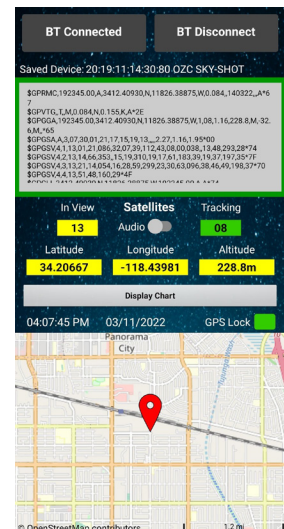 BT Connected
BT Disconnect
Saved Device: 20:19:11:14:30:80 OZC SKY-SHOT
$GPRMC,192345.00,A,3412.40930,N,11826.38875,W,0.084,140322,,,A*6
7
$GPVTG,T,,M,0.084,N,0.155,K,A*2E
$GPGGA,192345.00,3412.40930,N,11826.38875,W,1,08,1.16,228.8,M,-32.
6,M,,*65
$GPGSA,A,3,07,30,01,21,17,15,19,13,,,,,2.27,1.16,1.95*00
$GPGSV,4,1,13,01,21,086,32,07,39,112,43,08,00,038,,13,48,293,28*74
$GPGSV,4,2,13,14,66,353,,15,19,310,19,17,61,183,39,19,37,197,35*7F
$GPGSV,4,3,13,21,14,054,16,28,59,299,23,30,63,096,38,46,49,198,37*70
$GPGSV,4,4,13,51,48,160,29*4F
In View Satellites Tracking
13 Audio 08
Latitude Longitude Altitude
34.20667 -118.43981 228.8m
Display Chart
04:07:45 PM 03/11/2022 GPS Lock
Panorama
City
© OpenStreetMap contributors
1.2 mi